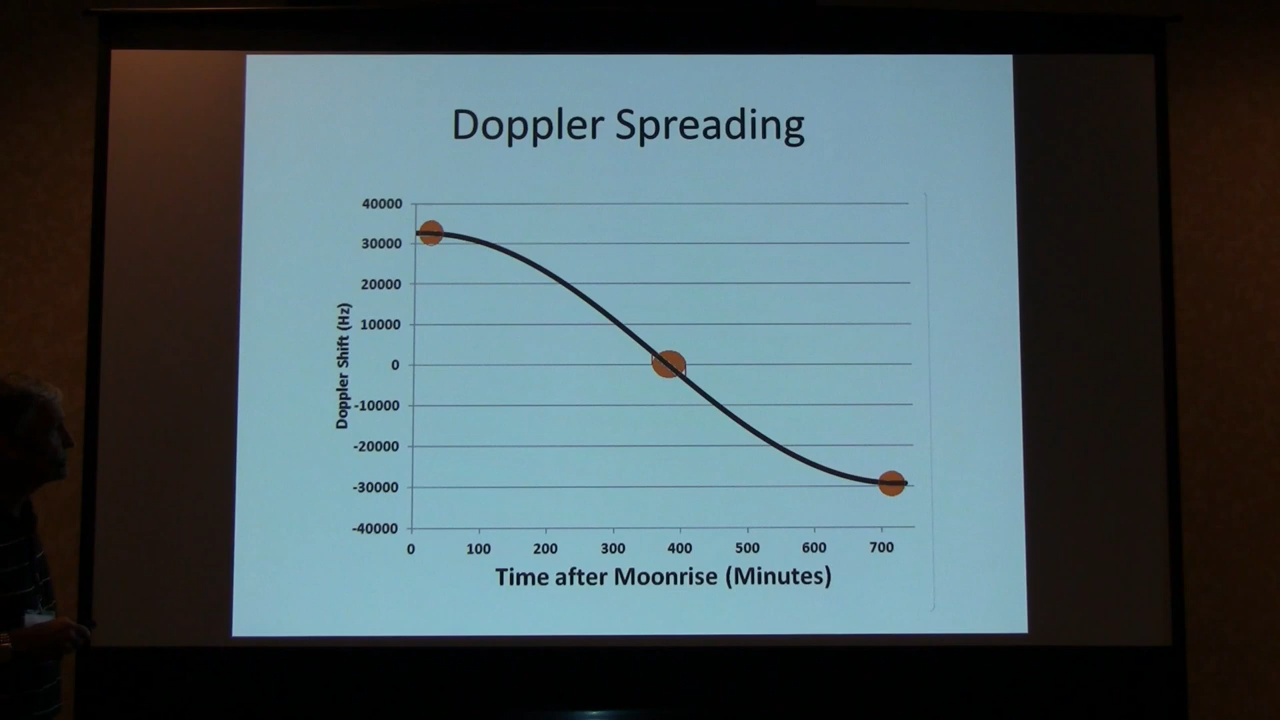 Doppler Spreading
40000
30000
20000
10000
0
-10000
-20000
-30000
-40000
Doppler Shift (Hz)
0 100 200 300 400 500 600 700
Time after Moonrise (Minutes)